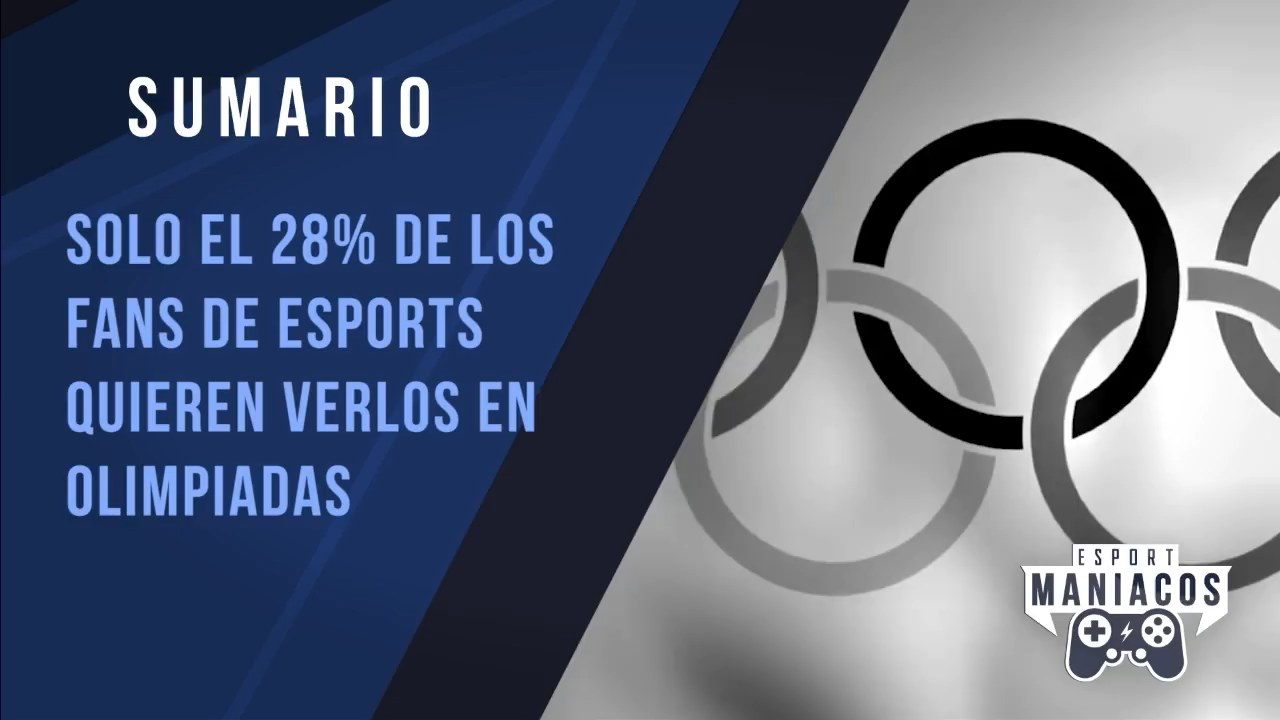 SUMARIO
SOLO EL 28% DE LOS
FANS DE ESPORTS
QUIEREN VERLOS EN
OLIMPIADAS
ESPORT
MANIACOS